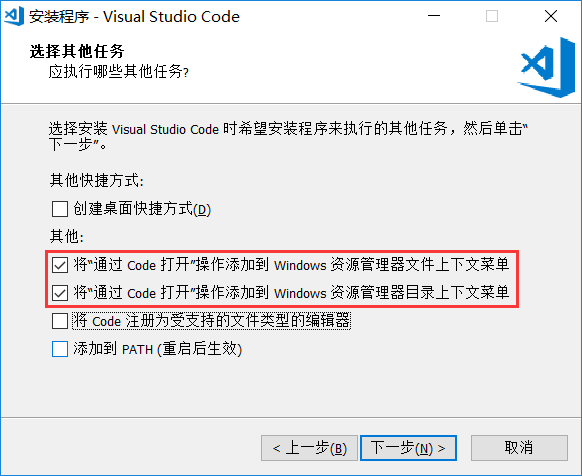 安装程序 - Visual Studio Code
选择其他任务
应执行哪些其他任务?
选择安装 Visual Studio Code 时希望安装程序来执行的其他任务，然后单击“
下一步”。
其他快捷方式:
创建桌面快捷方式(D)
其他:
将“通过 Code 打开”操作添加到 Windows 资源管理器文件上下文菜单
将“通过 Code 打开”操作添加到 Windows 资源管理器目录上下文菜单
将 Code 注册为受支持的文件类型的编辑器
添加到 PATH (重启后生效)
< 上一步(B)
下一步(N) >
取消